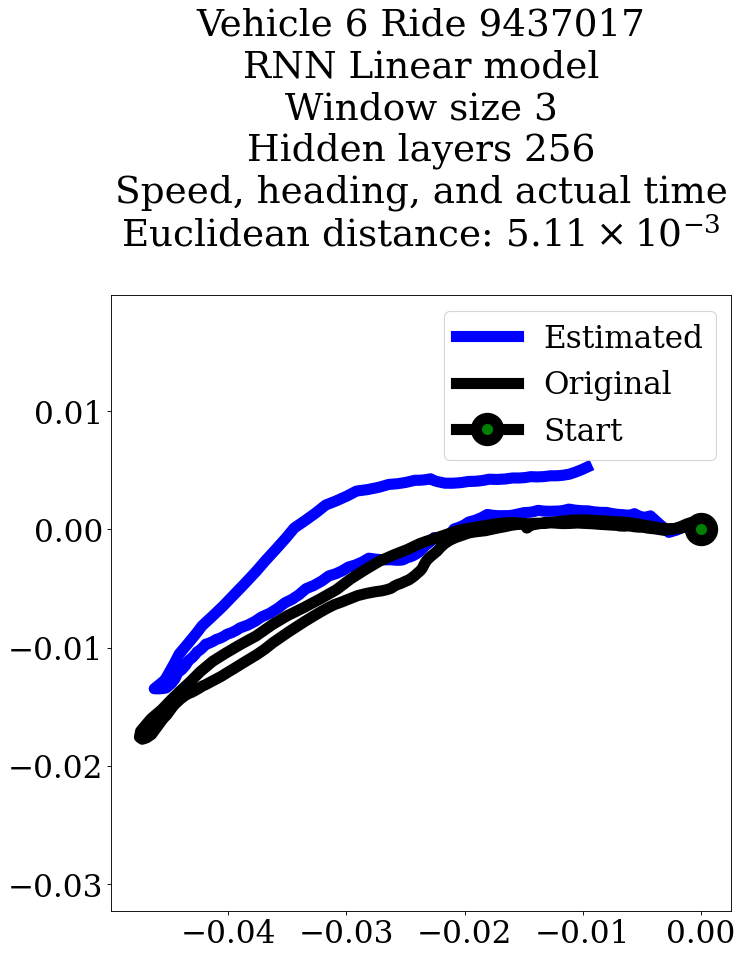 Vehicle 6 Ride 9437017
RNN Linear model
Window size 3
Hidden layers 256
Speed, heading, and actual time
Euclidean distance: 5.11 × 10⁻³
Estimated
Original
Start
0.01
0.00
−0.01
−0.02
−0.03
−0.04 −0.03 −0.02 −0.01 0.00